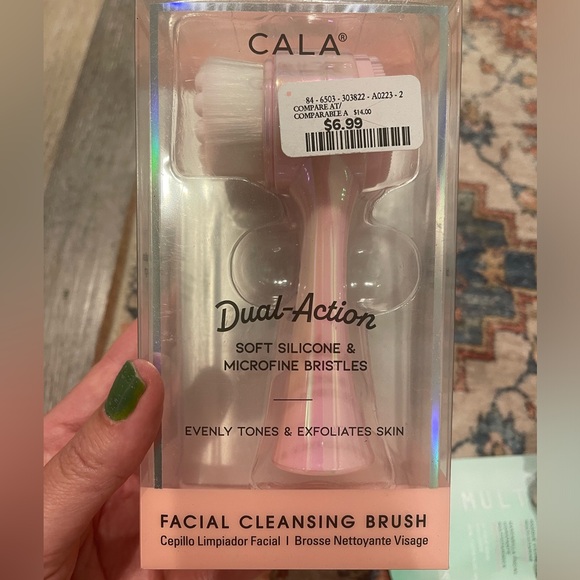 CALA®
84 - 6503 - 303822 - A0223 - 2
COMPARE AT/
COMPARABLE A $14.00
$6.99
Dual-Action
SOFT SILICONE &
MICROFINE BRISTLES
EVENLY TONES & EXFOLIATES SKIN
FACIAL CLEANSING BRUSH
Cepillo Limpiador Facial | Brosse Nettoyante Visage
MULT